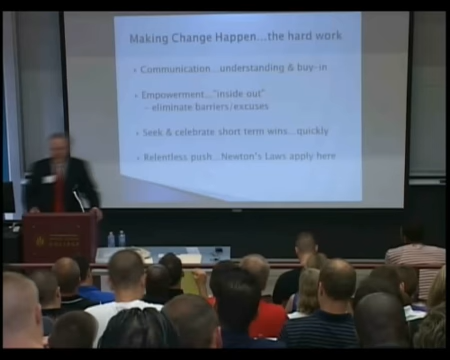 Making Change Happen...the hard work
Communication...understanding & buy-in
Empowerment..."inside out"
- eliminate barriers/excuses
Seek & celebrate short term wins...quickly
Relentless push...Newton's Laws apply here